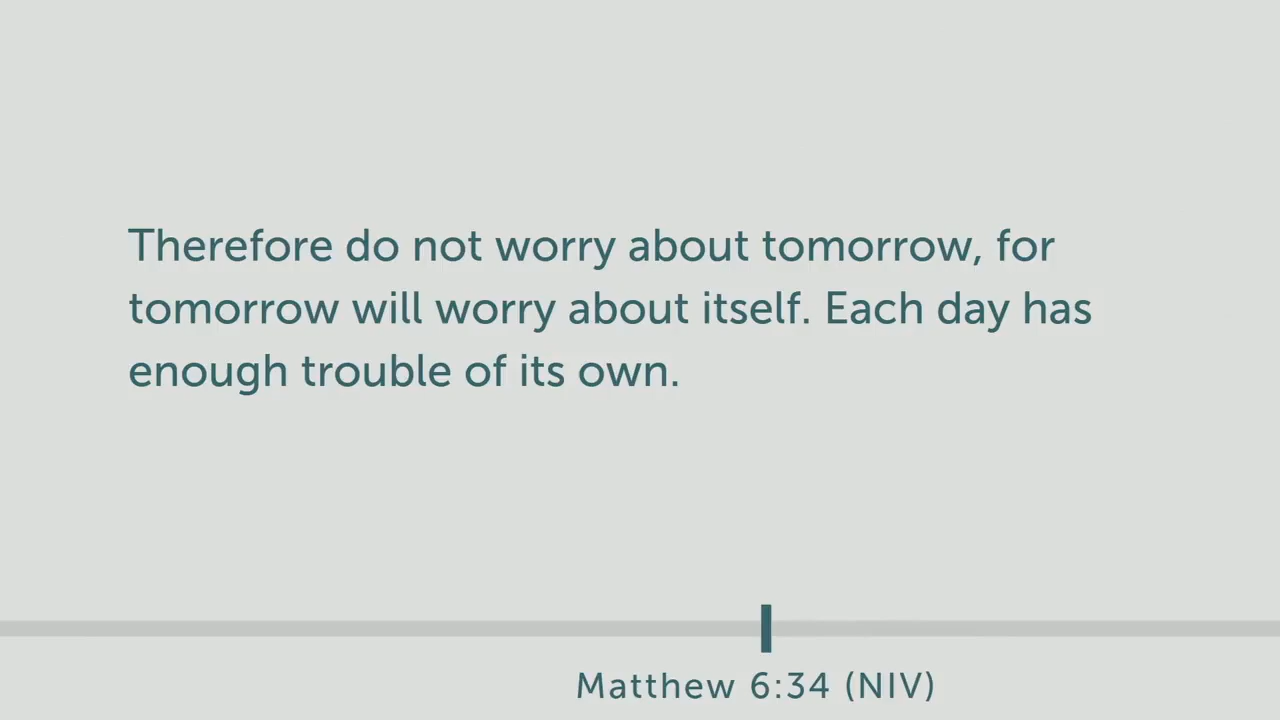 Therefore do not worry about tomorrow, for
tomorrow will worry about itself. Each day has
enough trouble of its own.
Matthew 6:34 (NIV)